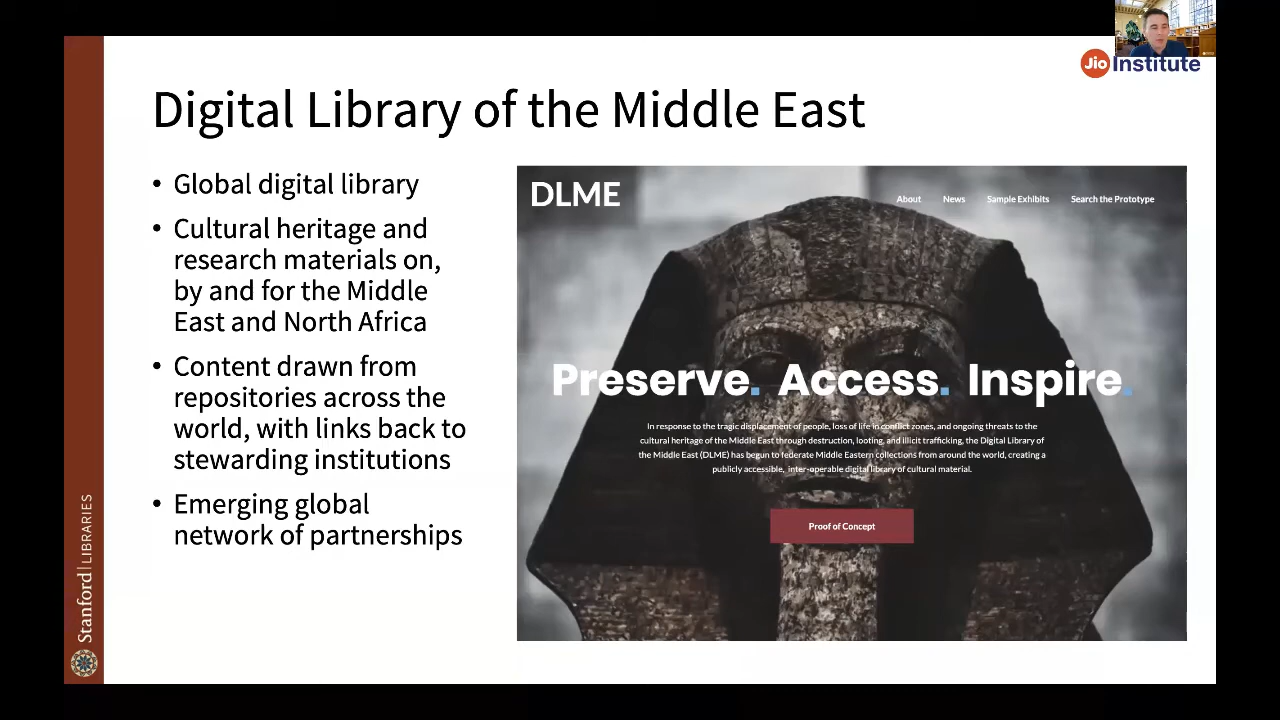 Jio Institute
Digital Library of the Middle East
• Global digital library
• Cultural heritage and
research materials on,
by and for the Middle
East and North Africa
• Content drawn from
repositories across the
world, with links back to
stewarding institutions
• Emerging global
network of partnerships
DLME
About News Sample Exhibits Search the Prototype
Preserve. Access. Inspire.
In response to the tragic displacement of people, loss of life in conflict zones, and ongoing threats to the
cultural heritage of the Middle East through destruction, looting, and illicit trafficking, the Digital Library of
the Middle East (DLME) has begun to federate Middle Eastern collections from around the world, creating a
publicly accessible, inter-operable digital library of cultural material.
Proof of Concept
Stanford | LIBRARIES